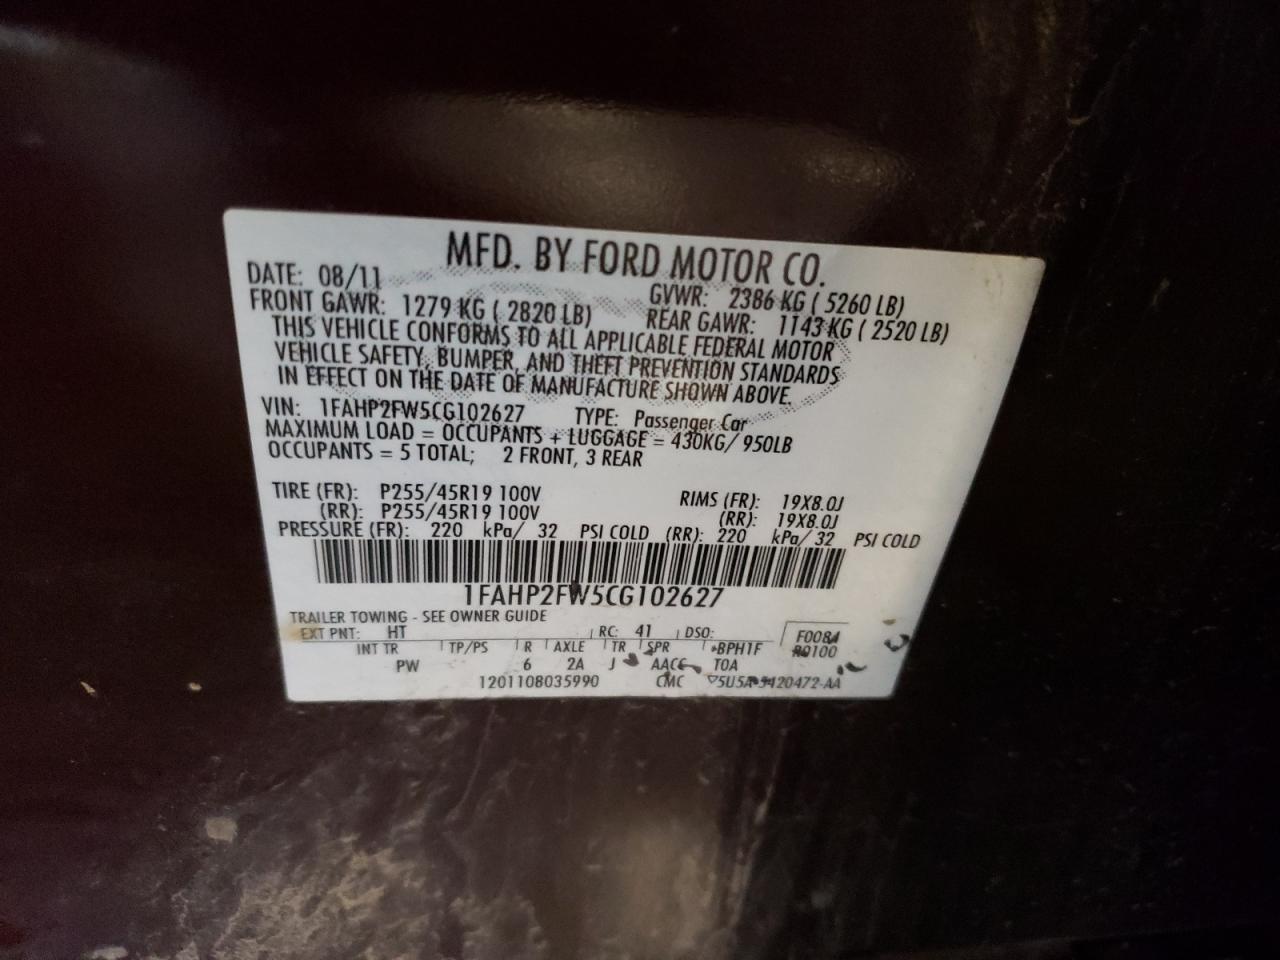 MFD. BY FORD MOTOR CO.
DATE: 08/11 GVWR: 2386 KG ( 5260 LB)
FRONT GAWR: 1279 KG ( 2820 LB) REAR GAWR: 1143 KG ( 2520 LB)
THIS VEHICLE CONFORMS TO ALL APPLICABLE FEDERAL MOTOR
VEHICLE SAFETY, BUMPER, AND THEFT PREVENTION STANDARDS
IN EFFECT ON THE DATE OF MANUFACTURE SHOWN ABOVE.
VIN: 1FAHP2FW5CG102627 TYPE: Passenger Car
MAXIMUM LOAD = OCCUPANTS + LUGGAGE = 430KG/ 950LB
OCCUPANTS = 5 TOTAL; 2 FRONT, 3 REAR
TIRE (FR): P255/45R19 100V RIMS (FR): 19X8.0J
(RR): P255/45R19 100V (RR): 19X8.0J
PRESSURE (FR): 220 kPa/ 32 PSI COLD (RR): 220 kPa/ 32 PSI COLD
1FAHP2FW5CG102627
TRAILER TOWING - SEE OWNER GUIDE
EXT PNT: HT RC: 41 DSO: F0084
INT TR TP/PS R AXLE TR SPR •BPH1F R0100
PW 6 2A J AACC TOA
1201108035990 CMC ▽5U5A-5420472-AA